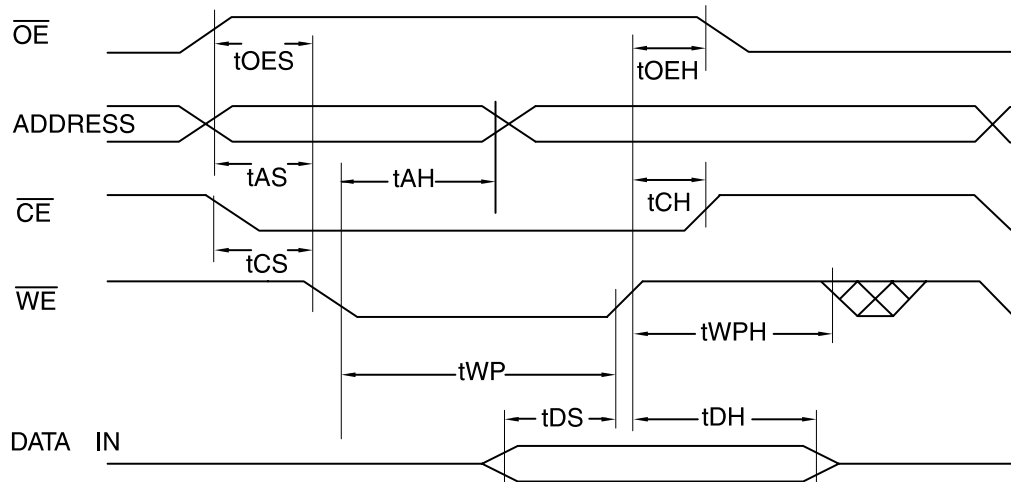 OE
tOES
tOEH
ADDRESS
tAS
tAH
tCH
CE
tCS
WE
tWPH
tWP
tDS
tDH
DATA IN